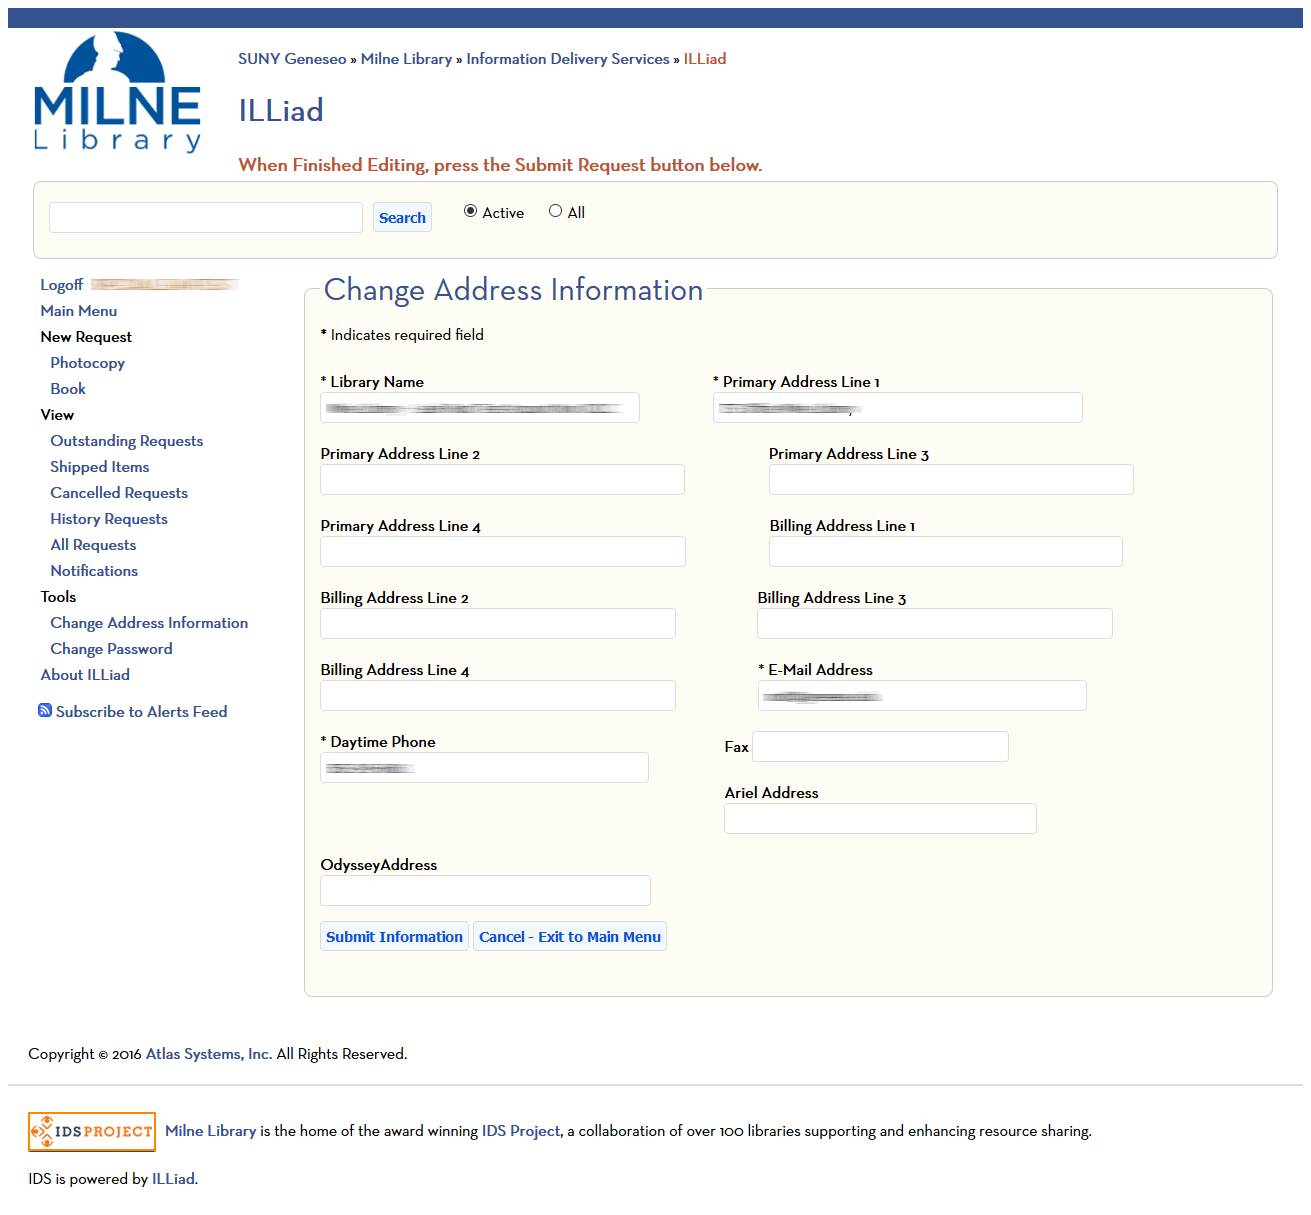 MILNE
Library
SUNY Geneseo » Milne Library » Information Delivery Services » ILLiad
ILLiad
When Finished Editing, press the Submit Request button below.
Search
Active
All
Logoff
Main Menu
New Request
Photocopy
Book
View
Outstanding Requests
Shipped Items
Cancelled Requests
History Requests
All Requests
Notifications
Tools
Change Address Information
Change Password
About ILLiad
Subscribe to Alerts Feed
Change Address Information
* Indicates required field
* Library Name
* Primary Address Line 1
Primary Address Line 2
Primary Address Line 3
Primary Address Line 4
Billing Address Line 1
Billing Address Line 2
Billing Address Line 3
Billing Address Line 4
* E-Mail Address
* Daytime Phone
Fax
Ariel Address
OdysseyAddress
Submit Information
Cancel - Exit to Main Menu
Copyright © 2016 Atlas Systems, Inc. All Rights Reserved.
IDS PROJECT
Milne Library is the home of the award winning IDS Project, a collaboration of over 100 libraries supporting and enhancing resource sharing.
IDS is powered by ILLiad.